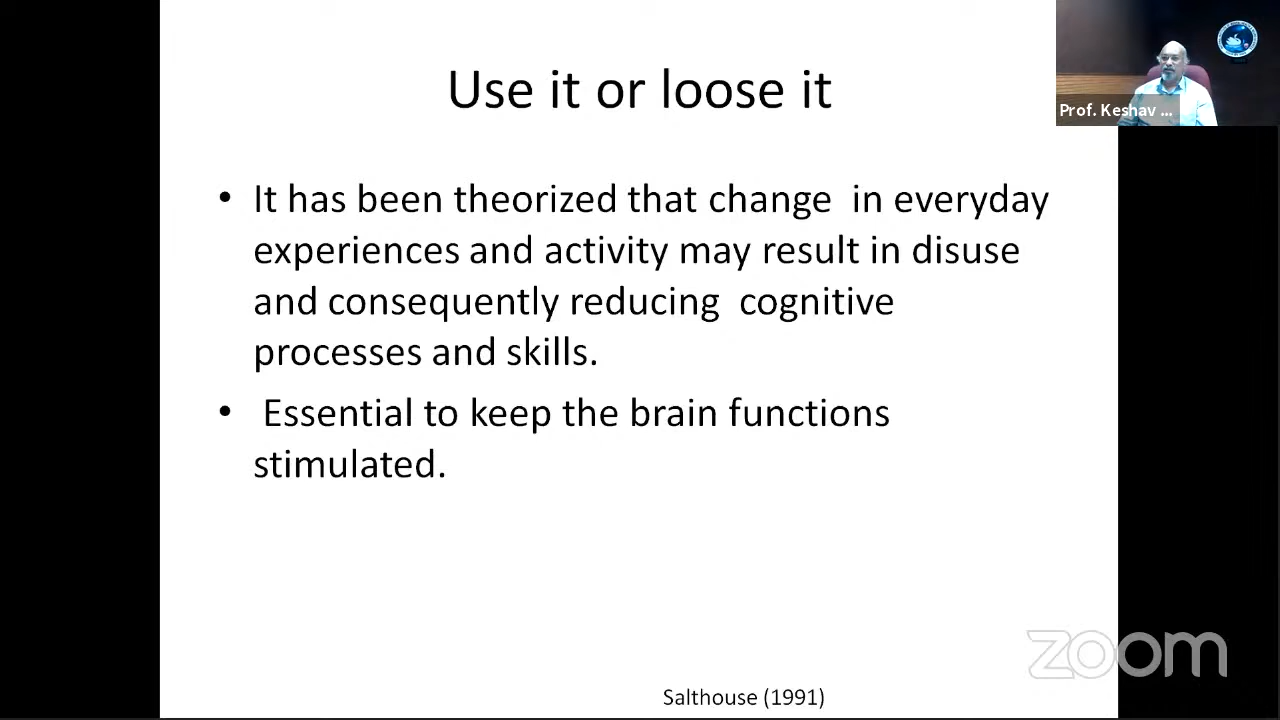 Use it or loose it
Prof. Keshav ...
• It has been theorized that change in everyday
experiences and activity may result in disuse
and consequently reducing cognitive
processes and skills.
• Essential to keep the brain functions
stimulated.
zoom
Salthouse (1991)